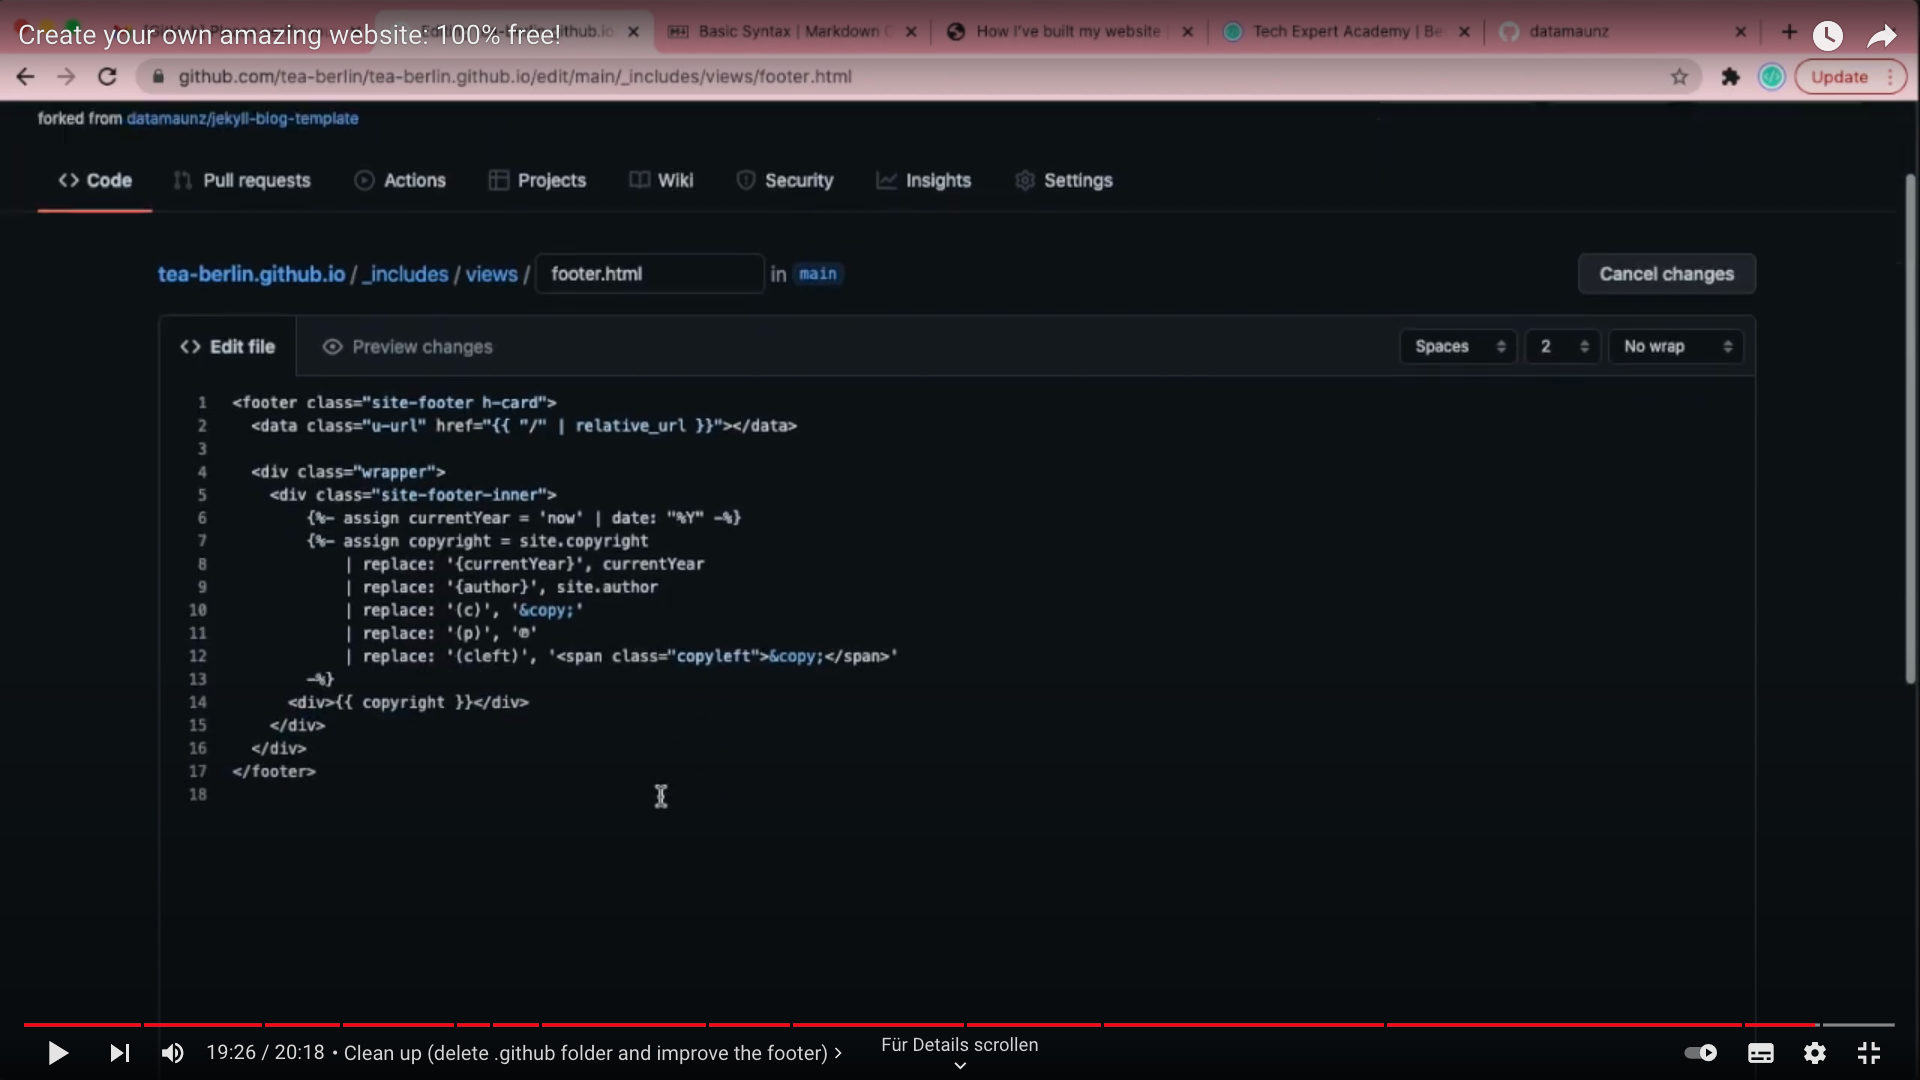 Create your own amazing website: 100% free!
Basic Syntax | Markdown
How I've built my website
Tech Expert Academy | Be
datamaunz
github.com/tea-berlin/tea-berlin.github.io/edit/main/_includes/views/footer.html
Update
forked from datamaunz/jekyll-blog-template
Code
Pull requests
Actions
Projects
Wiki
Security
Insights
Settings
tea-berlin.github.io / _includes / views / footer.html in main
Cancel changes
<> Edit file
Preview changes
Spaces
2
No wrap
1 <footer class="site-footer h-card">
2 <data class="u-url" href="{{ "/" | relative_url }}"></data>
3
4 <div class="wrapper">
5 <div class="site-footer-inner">
6 {%- assign currentYear = 'now' | date: "%Y" -%}
7 {%- assign copyright = site.copyright
8 | replace: '{currentYear}', currentYear
9 | replace: '{author}', site.author
10 | replace: '(c)', '&copy;'
11 | replace: '(p)', '℗'
12 | replace: '(cleft)', '<span class="copyleft">&copy;</span>'
13 -%}
14 <div>{{ copyright }}</div>
15 </div>
16 </div>
17 </footer>
18
19:26 / 20:18 • Clean up (delete .github folder and improve the footer) >
Für Details scrollen